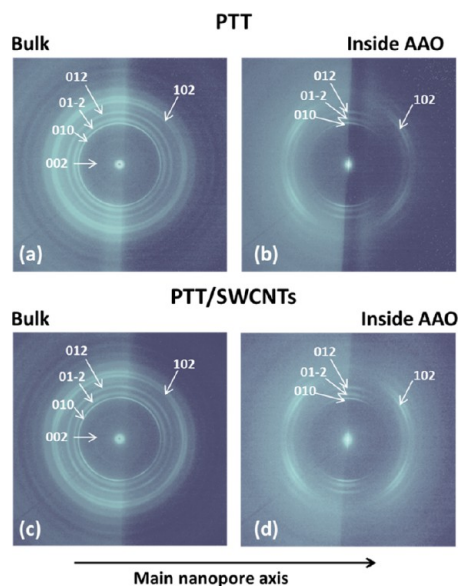 PTT
Bulk
Inside AAO
012
01-2
010
002
102
(a)
012
01-2
010
102
(b)
PTT/SWCNTs
Bulk
Inside AAO
012
01-2
010
002
102
(c)
012
01-2
010
102
(d)
Main nanopore axis